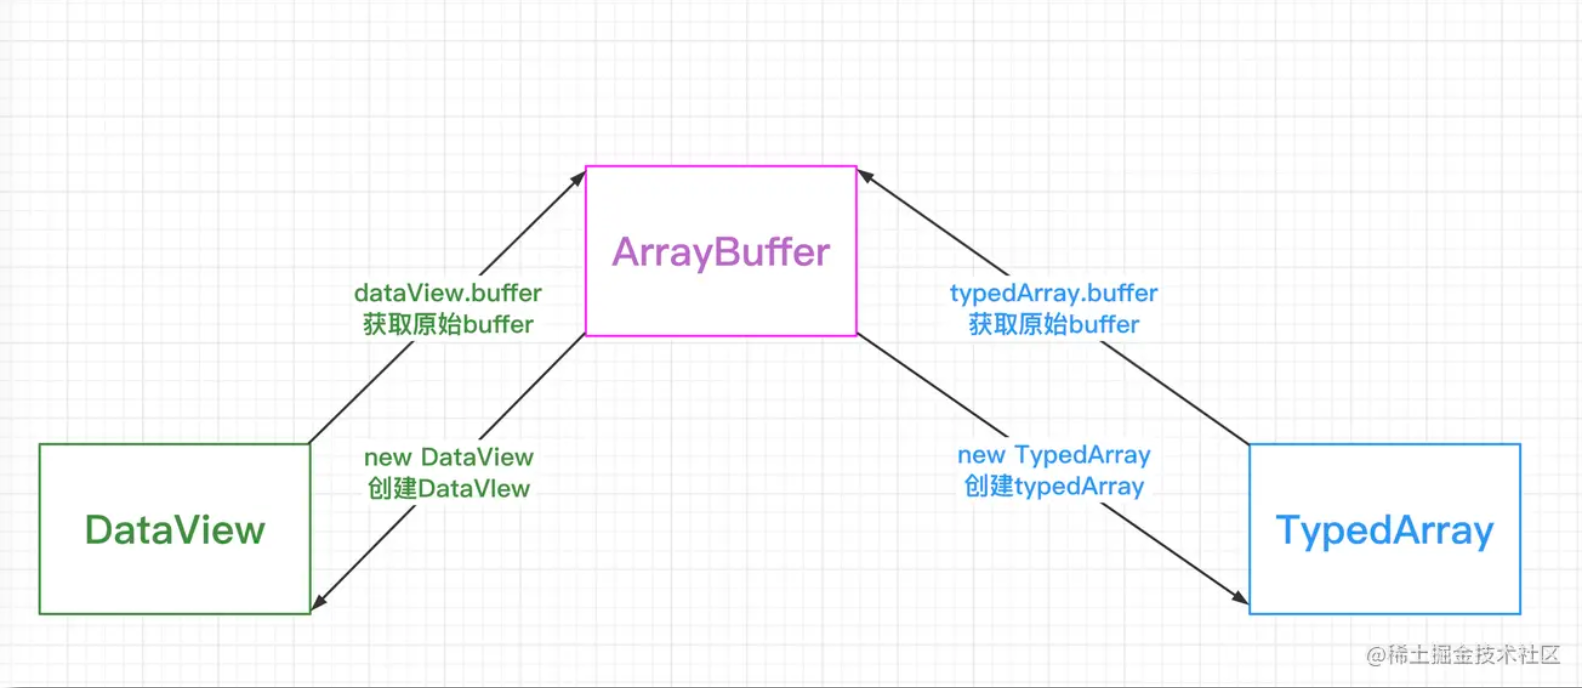 ArrayBuffer
dataView.buffer
获取原始buffer
typedArray.buffer
获取原始buffer
new DataView
创建DataVIew
new TypedArray
创建typedArray
DataView
TypedArray
@稀土掘金技术社区